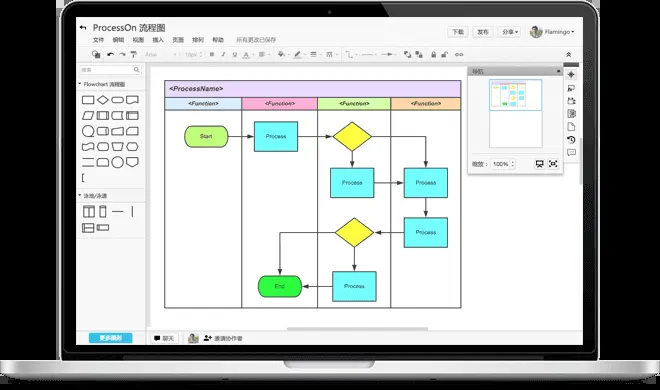 ProcessOn 流程图
文件 编辑 视图 插入 页面 排列 帮助 所有更改已保存
下载 发布 分享 Flamingo
Arial
搜索
Flowchart 流程图
泳池/泳道
更多图形
<ProcessName>
<Function> <Function> <Function> <Function>
Start
Process
Process
Process
Process
End
Process
导航
缩放： 100%
聊天 邀请协作者